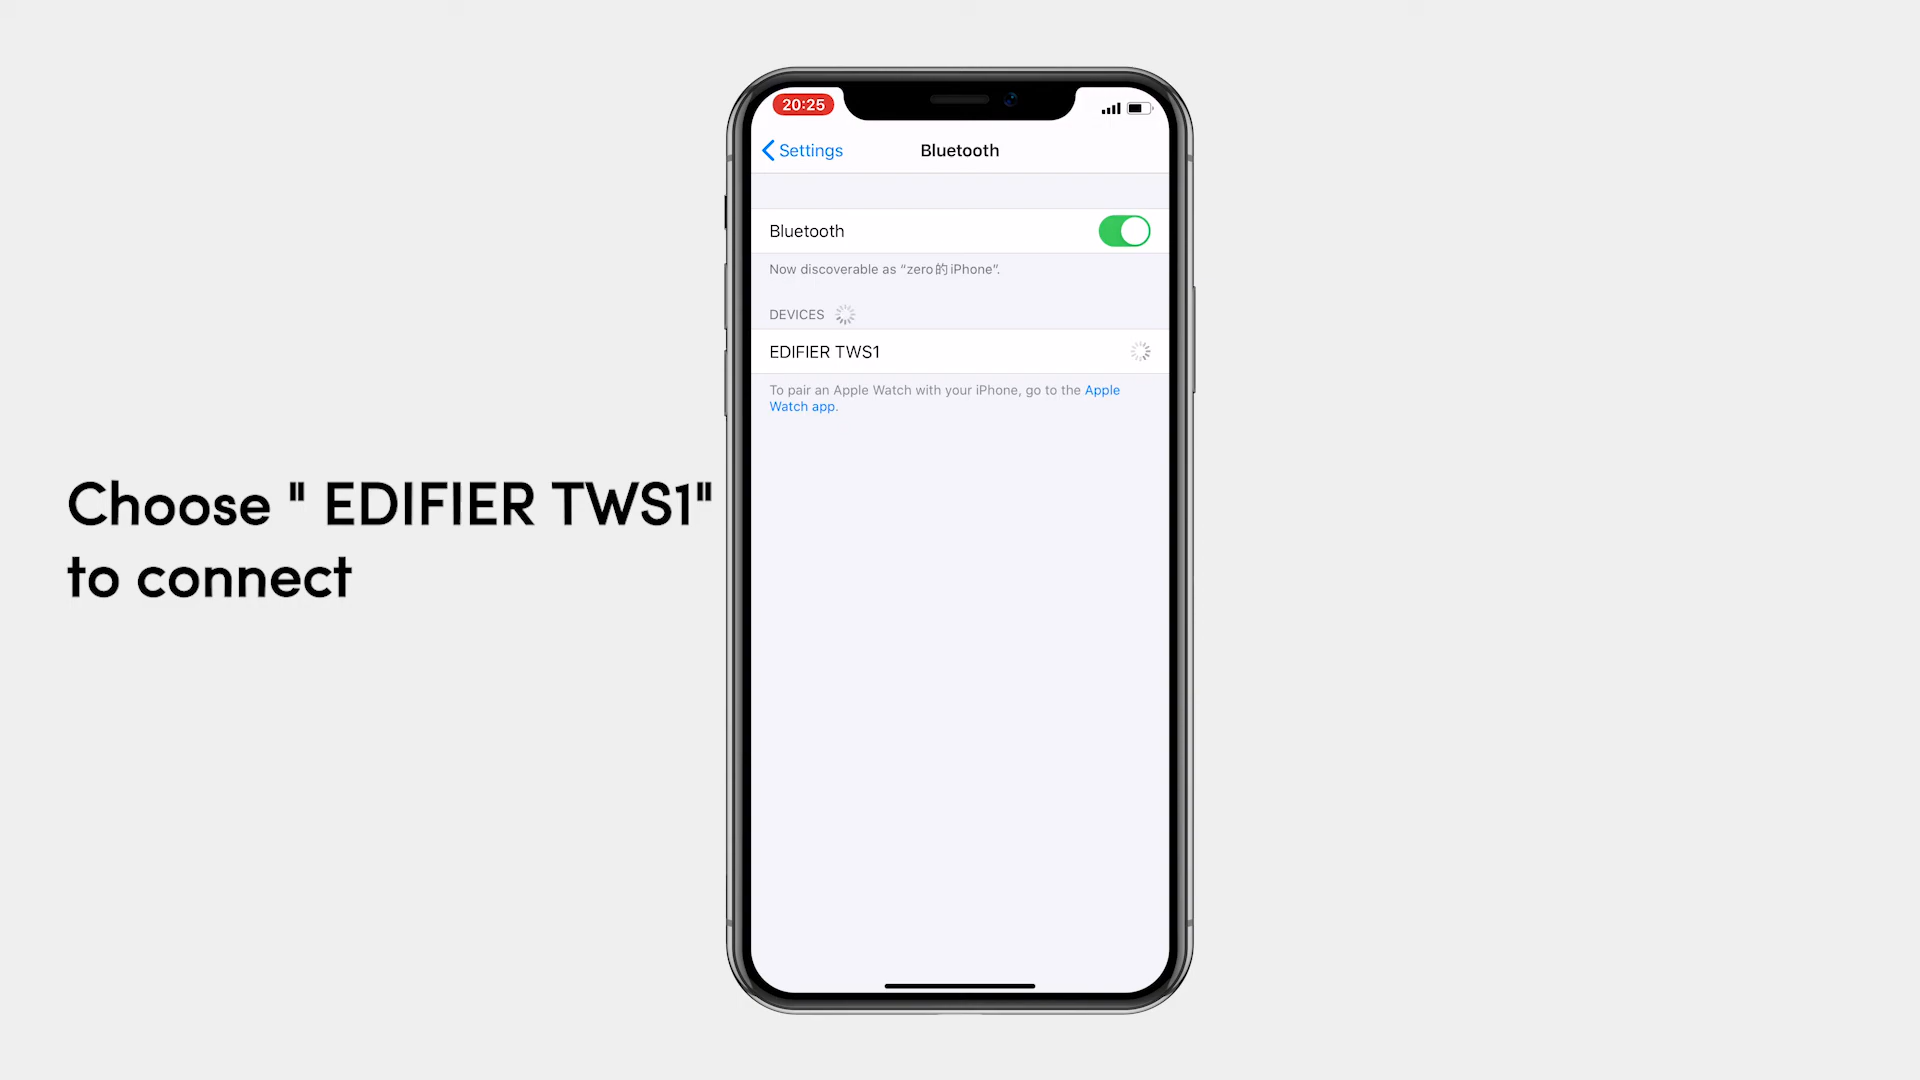 20:25
Settings
Bluetooth
Bluetooth
Now discoverable as “zero的iPhone”.
DEVICES
EDIFIER TWS1
To pair an Apple Watch with your iPhone, go to the Apple
Watch app.
Choose " EDIFIER TWS1"
to connect